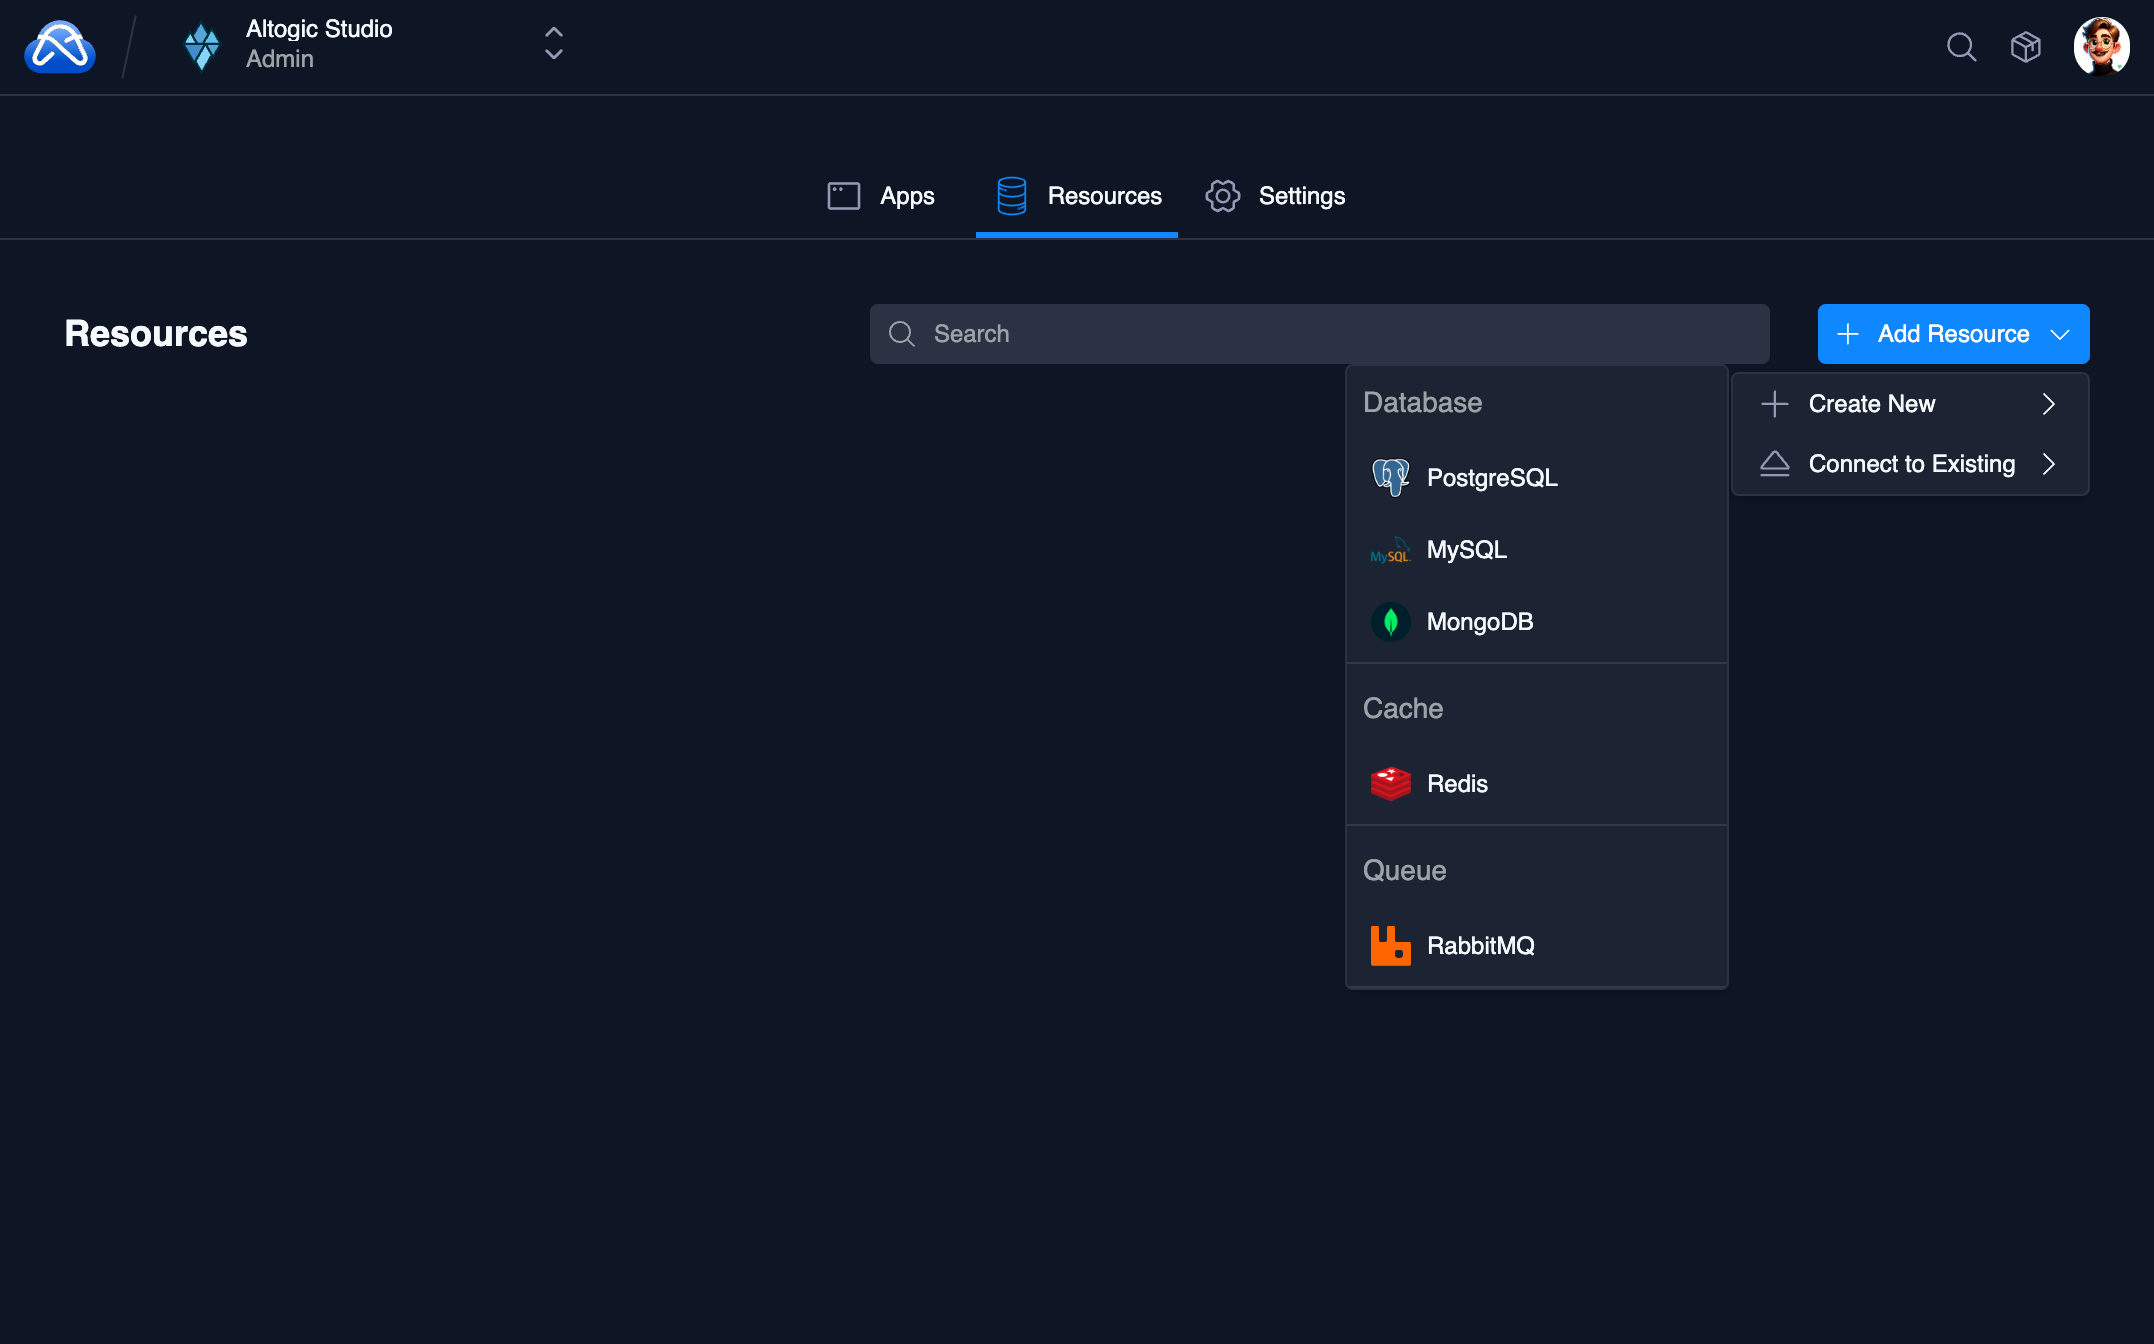 Altogic Studio
Admin
Apps
Resources
Settings
Resources
Search
Add Resource
Create New
Connect to Existing
Database
PostgreSQL
MySQL
MySQL
MongoDB
Cache
Redis
Queue
RabbitMQ